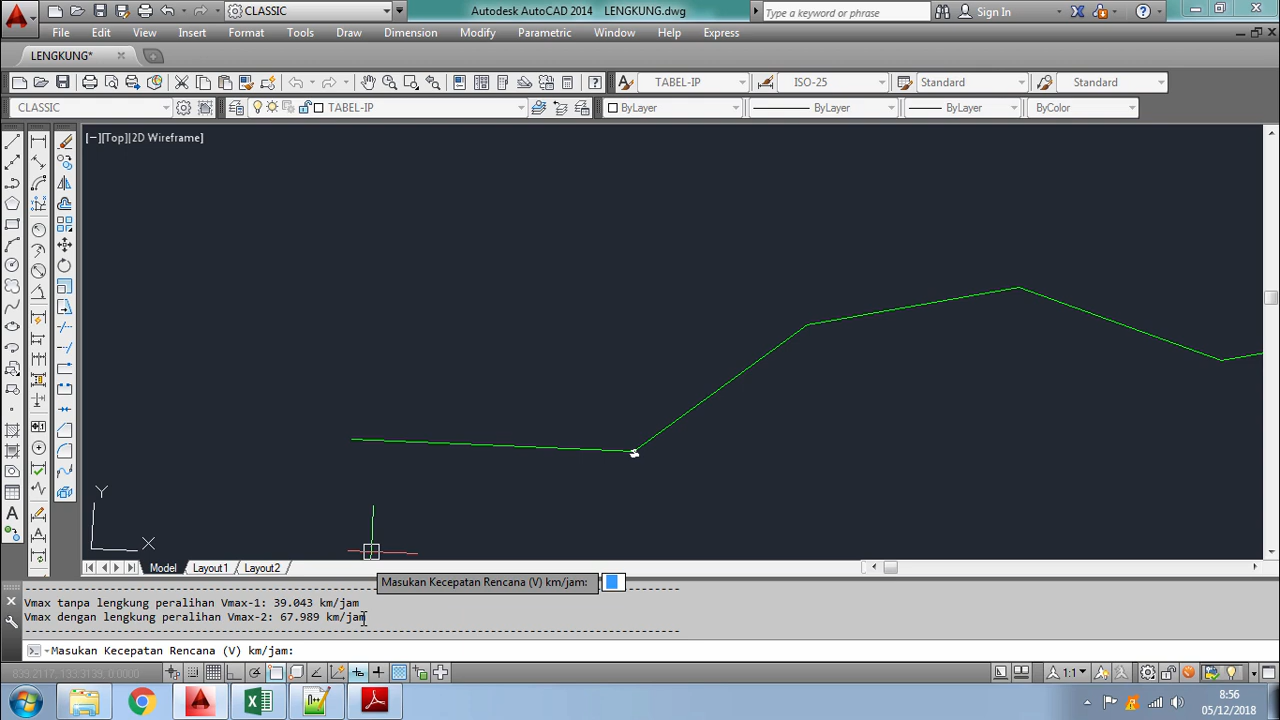 CLASSIC
Autodesk AutoCAD 2014 LENGKUNG.dwg
Type a keyword or phrase
Sign In
File Edit View Insert Format Tools Draw Dimension Modify Parametric Window Help Express
LENGKUNG*
TABEL-IP
ISO-25
Standard
Standard
CLASSIC
TABEL-IP
ByLayer
ByLayer
ByLayer
ByColor
[−][Top][2D Wireframe]
Y
X
Model Layout1 Layout2
Masukan Kecepatan Rencana (V) km/jam:
Vmax tanpa lengkung peralihan Vmax-1: 39.043 km/jam
Vmax dengan lengkung peralihan Vmax-2: 67.989 km/jam
Masukan Kecepatan Rencana (V) km/jam:
1:1
8:56
05/12/2018